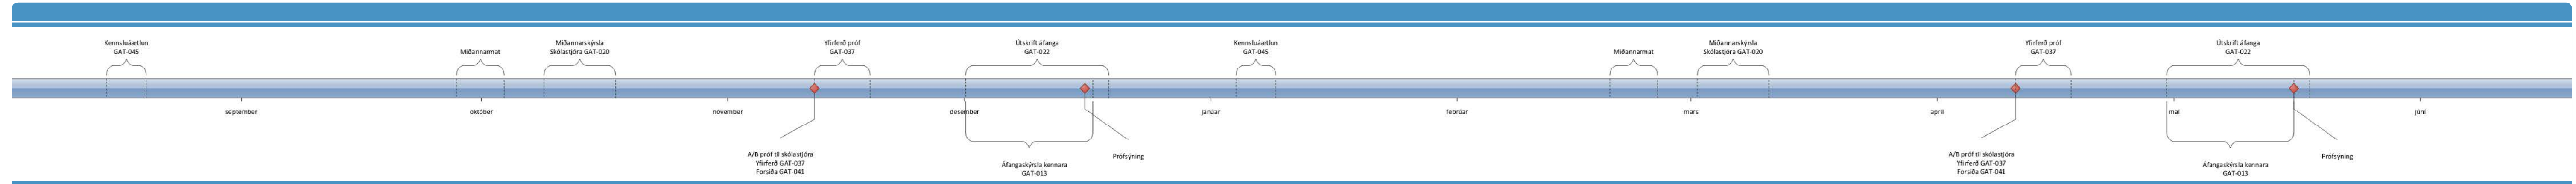 Kennsluáætlun
GAT-045
Miðannarmat
Miðannarskýrsla
Skólastjóra GAT-020
Yfirferð próf
GAT-037
Útskrift áfanga
GAT-022
Kennsluáætlun
GAT-045
Miðannarmat
Miðannarskýrsla
Skólastjóra GAT-020
Yfirferð próf
GAT-037
Útskrift áfanga
GAT-022
september
október
nóvember
desember
janúar
febrúar
mars
apríl
maí
júní
A/B próf til skólastjóra
Yfirferð GAT-037
Forsíða GAT-041
Áfangaskýrsla kennara
GAT-013
Prófsýning
A/B próf til skólastjóra
Yfirferð GAT-037
Forsíða GAT-041
Áfangaskýrsla kennara
GAT-013
Prófsýning